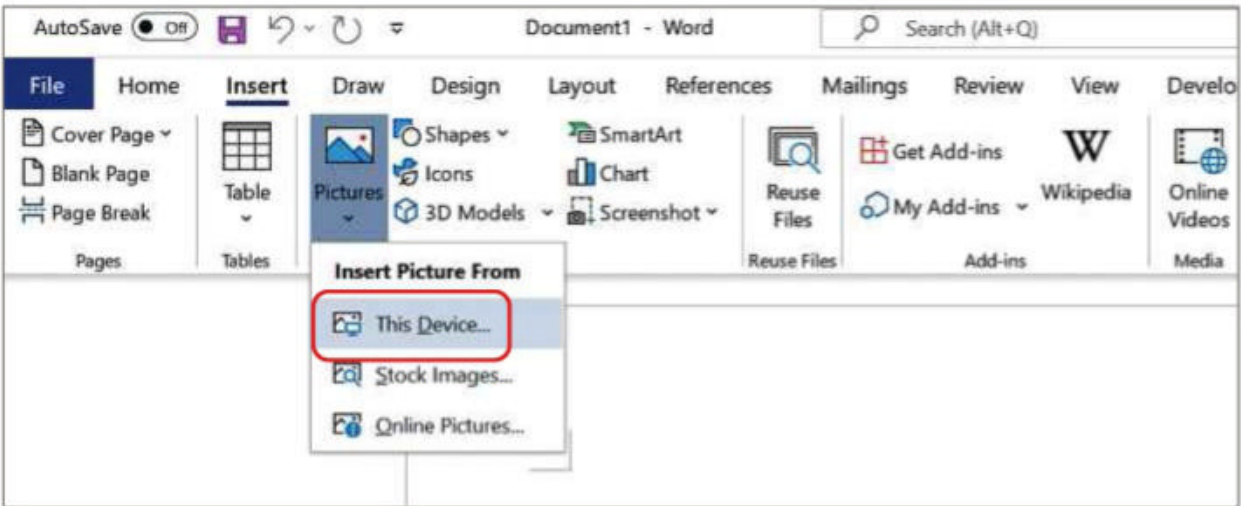 AutoSave Off Document1 - Word Search (Alt+Q)
File Home Insert Draw Design Layout References Mailings Review View Develo
Cover Page
Blank Page
Page Break
Pages
Table
Tables
Pictures
Shapes
Icons
3D Models
SmartArt
Chart
Screenshot
Reuse
Files
Reuse Files
Get Add-ins
My Add-ins
W
Wikipedia
Add-ins
Online
Videos
Media
Insert Picture From
This Device...
Stock Images...
Online Pictures...